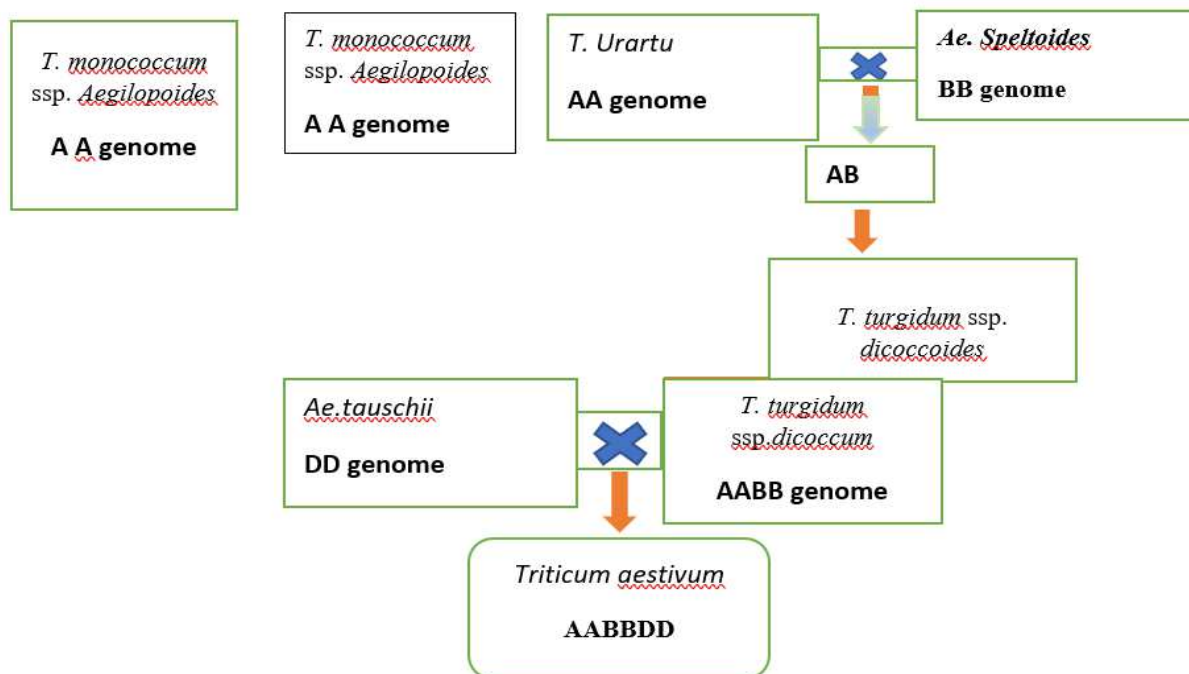 T. monococcum
ssp. Aegilopoides
A A genome
T. monococcum
ssp. Aegilopoides
A A genome
T. Urartu
AA genome
Ae. Speltoides
BB genome
AB
T. turgidum ssp.
dicoccoides
Ae.tauschii
DD genome
T. turgidum
ssp.dicoccum
AABB genome
Triticum aestivum
AABBDD